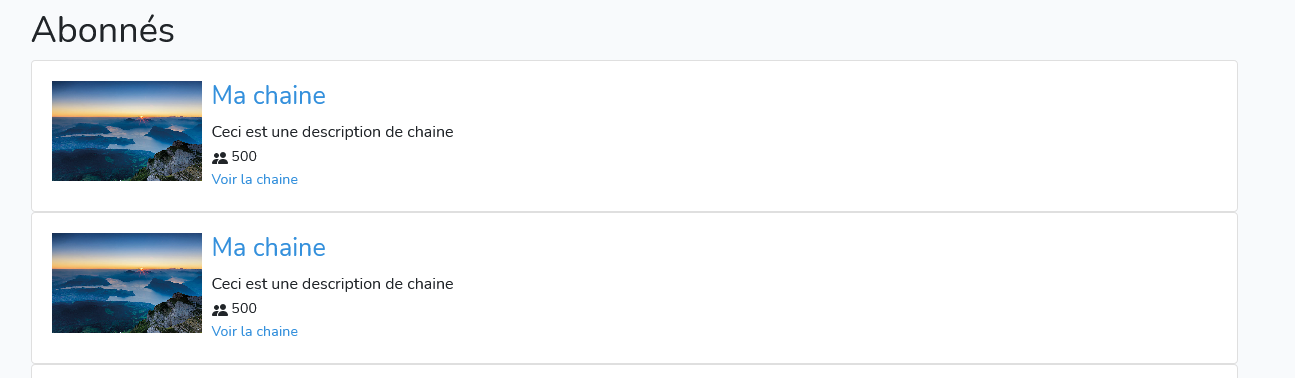 Abonnés
Ma chaine
Ceci est une description de chaine
500
Voir la chaine
Ma chaine
Ceci est une description de chaine
500
Voir la chaine